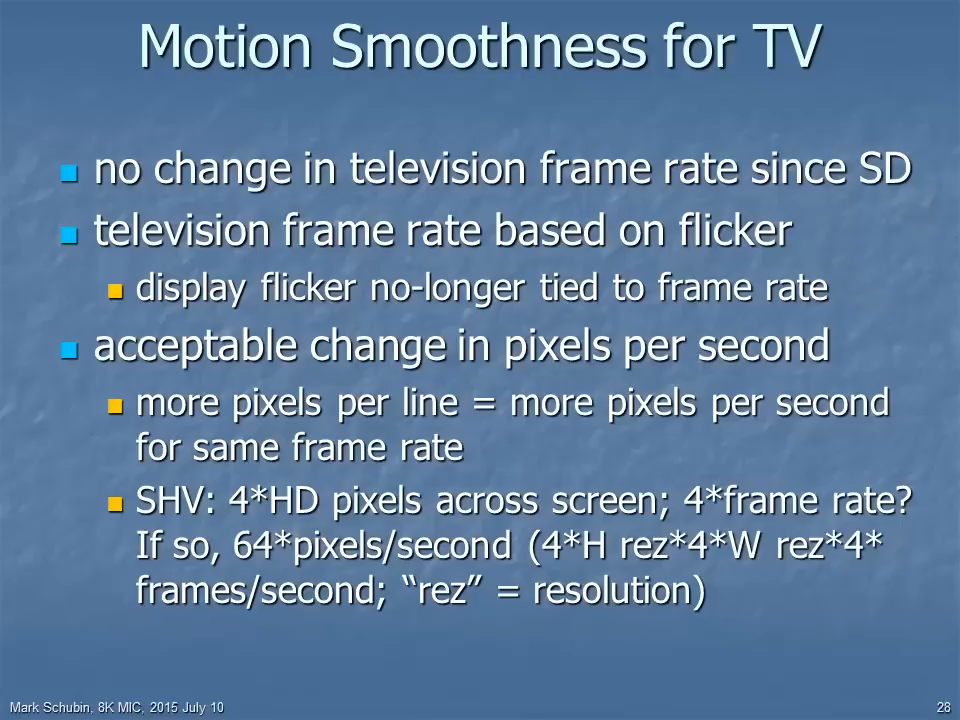 Motion Smoothness for TV
no change in television frame rate since SD
television frame rate based on flicker
display flicker no-longer tied to frame rate
acceptable change in pixels per second
more pixels per line = more pixels per second
for same frame rate
SHV: 4*HD pixels across screen; 4*frame rate?
If so, 64*pixels/second (4*H rez*4*W rez*4*
frames/second; “rez” = resolution)
Mark Schubin, 8K MIC, 2015 July 10
28